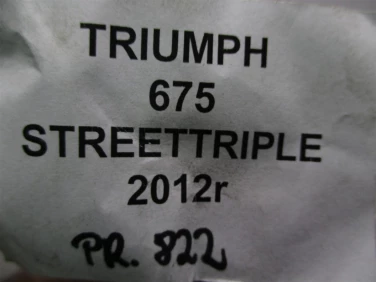 TRIUMPH
675
STREETTRIPLE
2012r
PR. 822